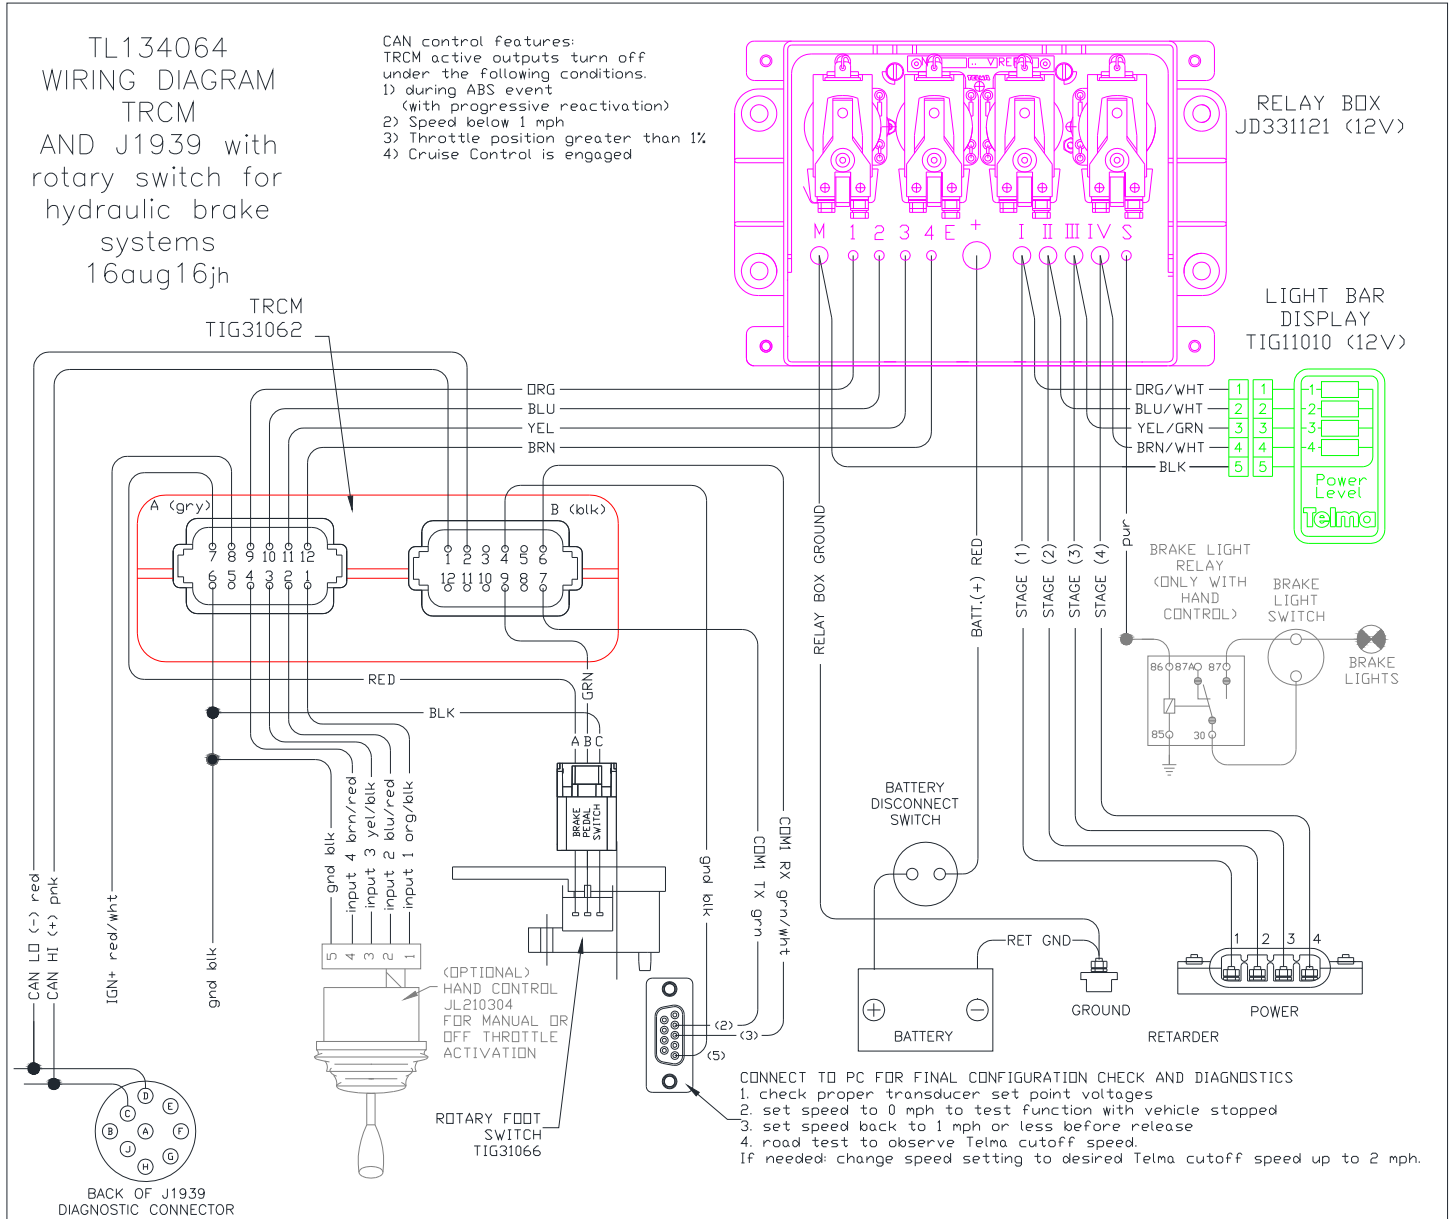 TL134064
WIRING DIAGRAM
TRCM
AND J1939 with
rotary switch for
hydraulic brake
systems
16aug16jh
CAN control features:
TRCM active outputs turn off
under the following conditions.
1) during ABS event
(with progressive reactivation)
2) Speed below 1 mph
3) Throttle position greater than 1%
4) Cruise Control is engaged
RELAY BOX
JD331121 (12V)
M 1 2 3 4 E + I II III IV S
TRCM
TIG31062
LIGHT BAR
DISPLAY
TIG11010 (12V)
ORG
BLU
YEL
BRN
ORG/WHT
BLU/WHT
YEL/GRN
BRN/WHT
BLK
1 1 1
2 2 2
3 3 3
4 4 4
5 5
Power
Level
Telma
A (gry)
B (blk)
7 8 9 10 11 12
6 5 4 3 2 1
1 2 3 4 5 6
12 11 10 9 8 7
RELAY BOX GROUND
BATT.(+) RED
STAGE (1)
STAGE (2)
STAGE (3)
STAGE (4)
pur
BRAKE LIGHT
RELAY
(ONLY WITH
HAND
CONTROL)
BRAKE
LIGHT
SWITCH
BRAKE
LIGHTS
86 87A 87
85 30
RED
BLK
GRN
A B C
BRAKE
PEDAL
SWITCH
CAN LO (-) red
CAN HI (+) pnk
IGN+ red/wht
gnd blk
gnd blk
input 4 brn/red
input 3 yel/blk
input 2 blu/red
input 1 org/blk
5 4 3 2 1
(OPTIONAL)
HAND CONTROL
JL210304
FOR MANUAL OR
OFF THROTTLE
ACTIVATION
gnd blk
COM1 TX grn
COM1 RX grn/wht
(2)
(3)
(5)
BATTERY
DISCONNECT
SWITCH
RET GND
+ -
BATTERY
GROUND
1 2 3 4
POWER
RETARDER
ROTARY FOOT
SWITCH
TIG31066
CONNECT TO PC FOR FINAL CONFIGURATION CHECK AND DIAGNOSTICS
1. check proper transducer set point voltages
2. set speed to 0 mph to test function with vehicle stopped
3. set speed back to 1 mph or less before release
4. road test to observe Telma cutoff speed.
If needed: change speed setting to desired Telma cutoff speed up to 2 mph.
D
C E
B A F
J G
H
BACK OF J1939
DIAGNOSTIC CONNECTOR